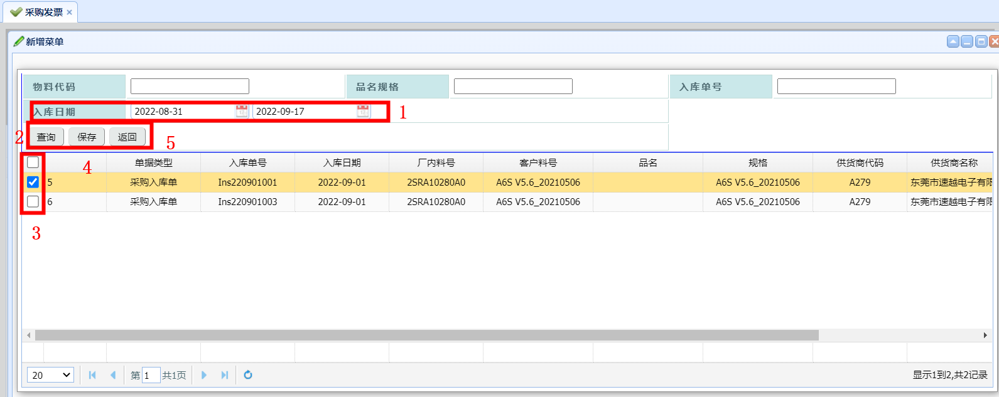 采购发票 ×
新增菜单
物料代码 品名规格 入库单号
入库日期 2022-08-31 2022-09-17 1
2 查询 保存 返回 5
4 单据类型 入库单号 入库日期 厂内料号 客户料号 品名 规格 供货商代码 供货商名称
5 采购入库单 Ins220901001 2022-09-01 2SRA10280A0 A6S V5.6_20210506 A6S V5.6_20210506 A279 东莞市速越电子有限
6 采购入库单 Ins220901003 2022-09-01 2SRA10280A0 A6S V5.6_20210506 A6S V5.6_20210506 A279 东莞市速越电子有限
3
20 第 1 共1页 显示1到2,共2记录